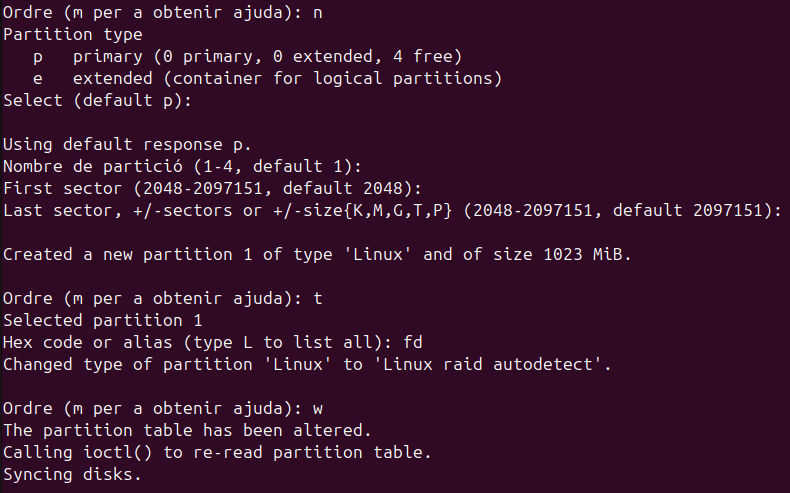 Ordre (m per a obtenir ajuda): n
Partition type
   p   primary (0 primary, 0 extended, 4 free)
   e   extended (container for logical partitions)
Select (default p):

Using default response p.
Nombre de partició (1-4, default 1):
First sector (2048-2097151, default 2048):
Last sector, +/-sectors or +/-size{K,M,G,T,P} (2048-2097151, default 2097151):

Created a new partition 1 of type 'Linux' and of size 1023 MiB.

Ordre (m per a obtenir ajuda): t
Selected partition 1
Hex code or alias (type L to list all): fd
Changed type of partition 'Linux' to 'Linux raid autodetect'.

Ordre (m per a obtenir ajuda): w
The partition table has been altered.
Calling ioctl() to re-read partition table.
Syncing disks.